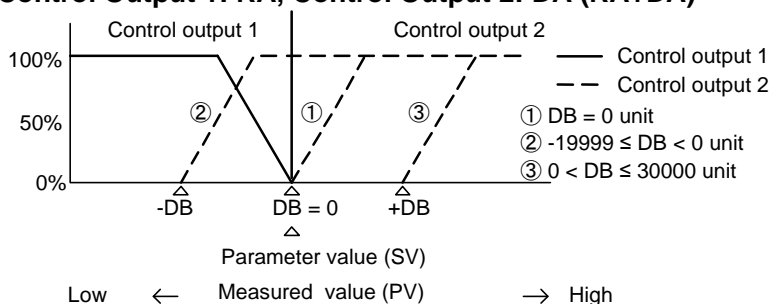 Control Output 1: RA, Control Output 2: DA (RA+DA)
Control output 1
Control output 2
100%
50%
0%
②
①
③
Control output 1
Control output 2
① DB = 0 unit
② -19999 ≤ DB < 0 unit
③ 0 < DB ≤ 30000 unit
-DB
DB = 0
+DB
Parameter value (SV)
Low ← Measured value (PV) → High